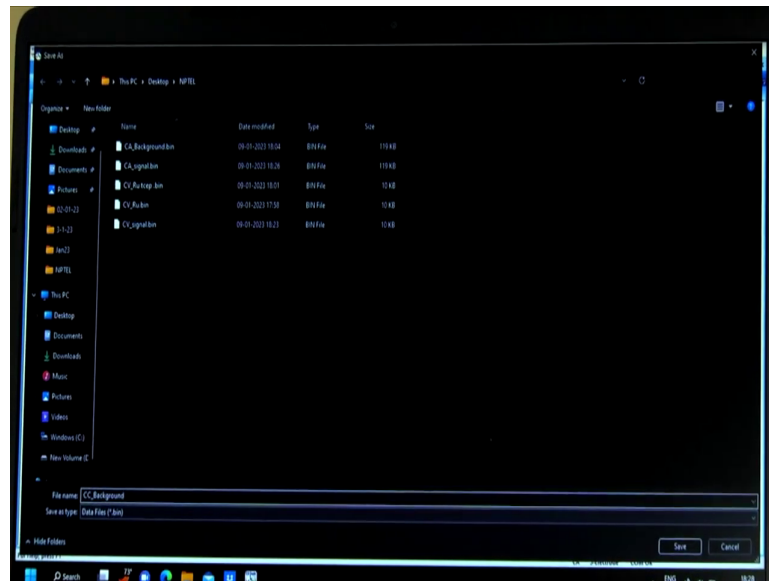 Save As
This PC › Desktop › NPTEL
Organize New folder
Name Date modified Type Size
CA_Background.bin 09-01-2023 18:04 BIN File 119 KB
CA_signal.bin 09-01-2023 18:26 BIN File 119 KB
CV_Ru tcep .bin 09-01-2023 18:01 BIN File 10 KB
CV_Ru.bin 09-01-2023 17:58 BIN File 10 KB
CV_signal.bin 09-01-2023 18:23 BIN File 10 KB
Desktop
Downloads
Documents
Pictures
02-01-23
3-1-23
Jan23
NPTEL
This PC
Desktop
Documents
Downloads
Music
Pictures
Videos
Windows (C:)
New Volume (D
File name: CC_Background
Save as type: Data Files (*.bin)
Hide Folders Save Cancel
Search 73° ENG 18:28